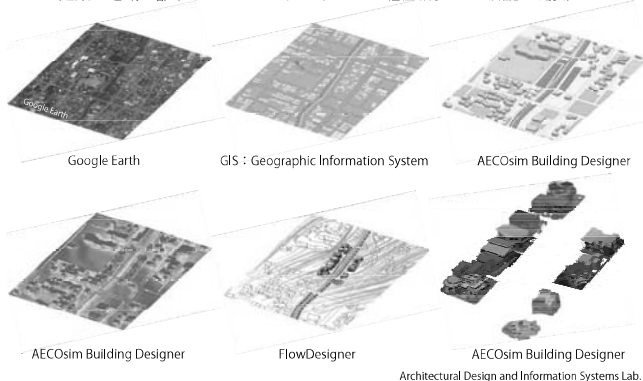 Google Earth
Google Earth
GIS：Geographic Information System
AECOsim Building Designer
AECOsim Building Designer
FlowDesigner
AECOsim Building Designer
Architectural Design and Information Systems Lab.